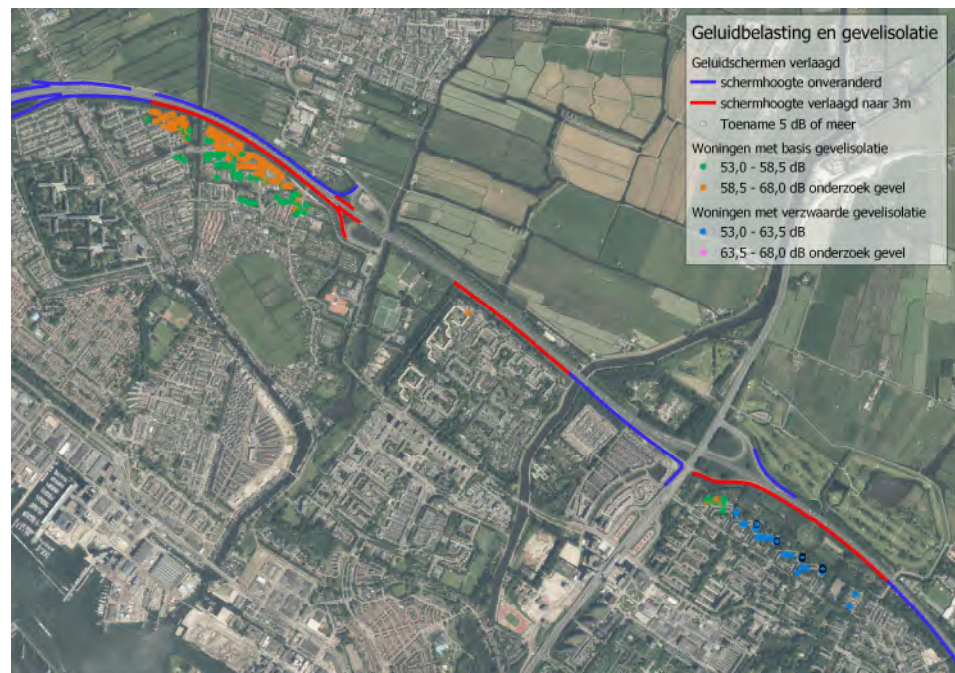 Geluidbelasting en gevelisolatie
Geluidschermen verlaagd
schermhoogte onveranderd
schermhoogte verlaagd naar 3m
Toename 5 dB of meer
Woningen met basis gevelisolatie
53,0 - 58,5 dB
58,5 - 68,0 dB onderzoek gevel
Woningen met verzwaarde gevelisolatie
53,0 - 63,5 dB
63,5 - 68,0 dB onderzoek gevel